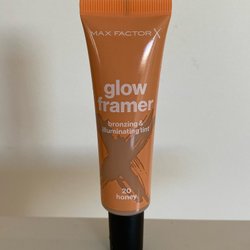 MAX FACTOR X
glow
framer
bronzing &
illuminating tint
20
honey